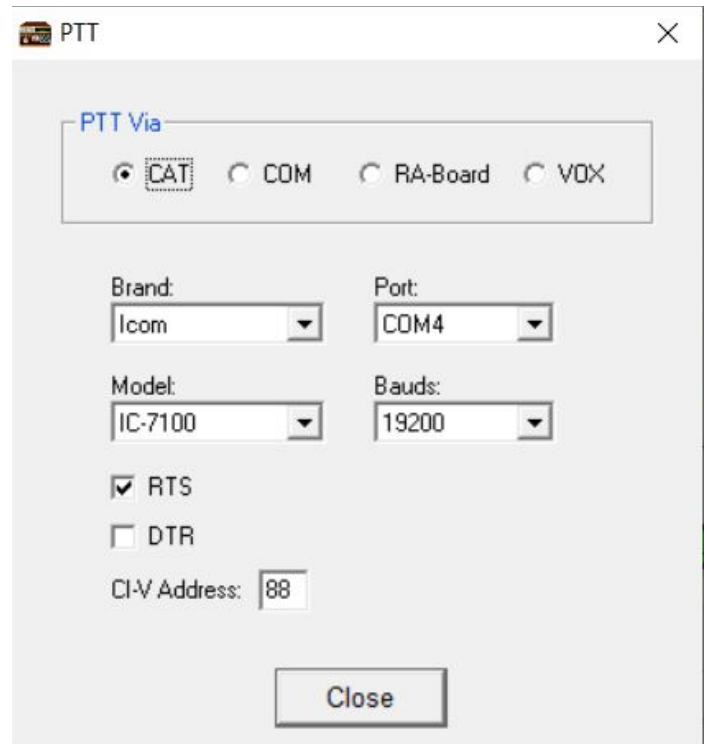 PTT
PTT Via
CAT COM RA-Board VOX
Brand: Port:
Icom COM4
Model: Bauds:
IC-7100 19200
RTS
DTR
CI-V Address: 88
Close